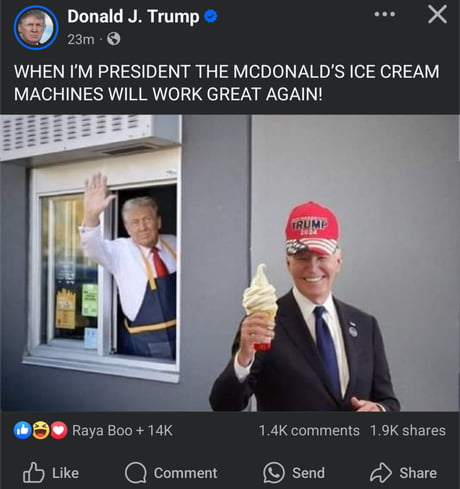 Donald J. Trump
23m ·
WHEN I'M PRESIDENT THE MCDONALD'S ICE CREAM
MACHINES WILL WORK GREAT AGAIN!
TRUMP
2024
Raya Boo + 14K
1.4K comments 1.9K shares
Like
Comment
Send
Share